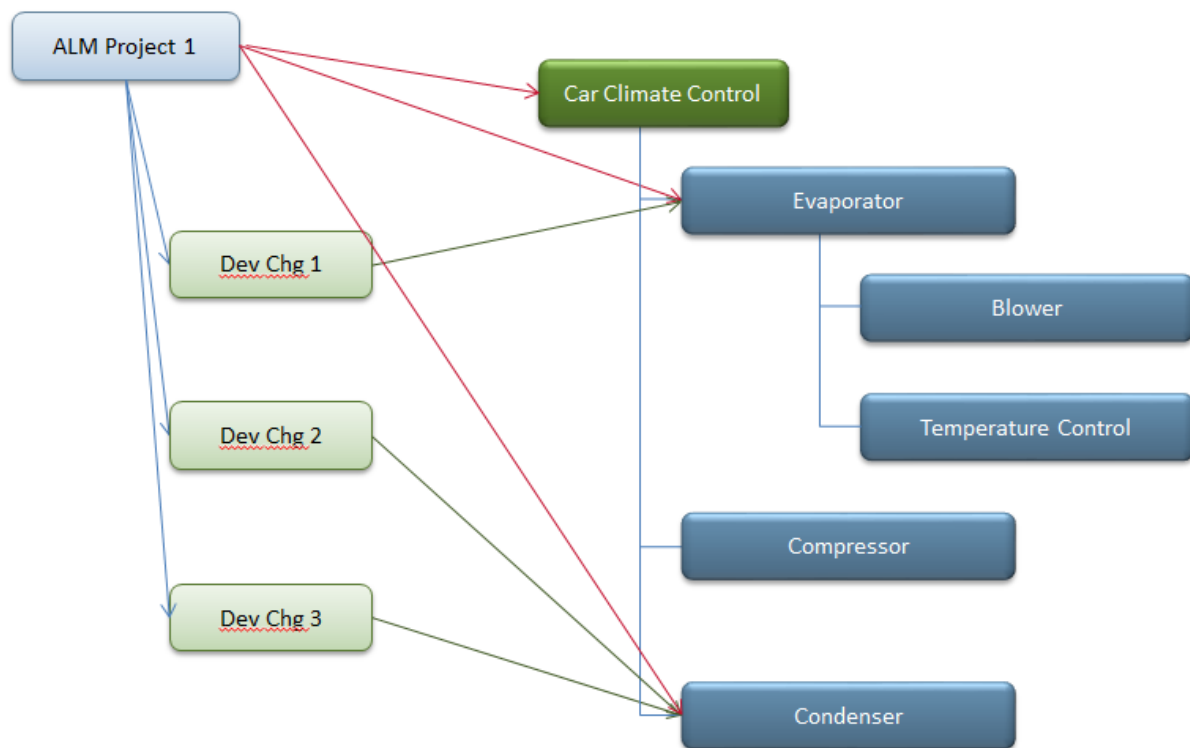 ALM Project 1
Car Climate Control
Evaporator
Dev Chg 1
Blower
Dev Chg 2
Temperature Control
Compressor
Dev Chg 3
Condenser